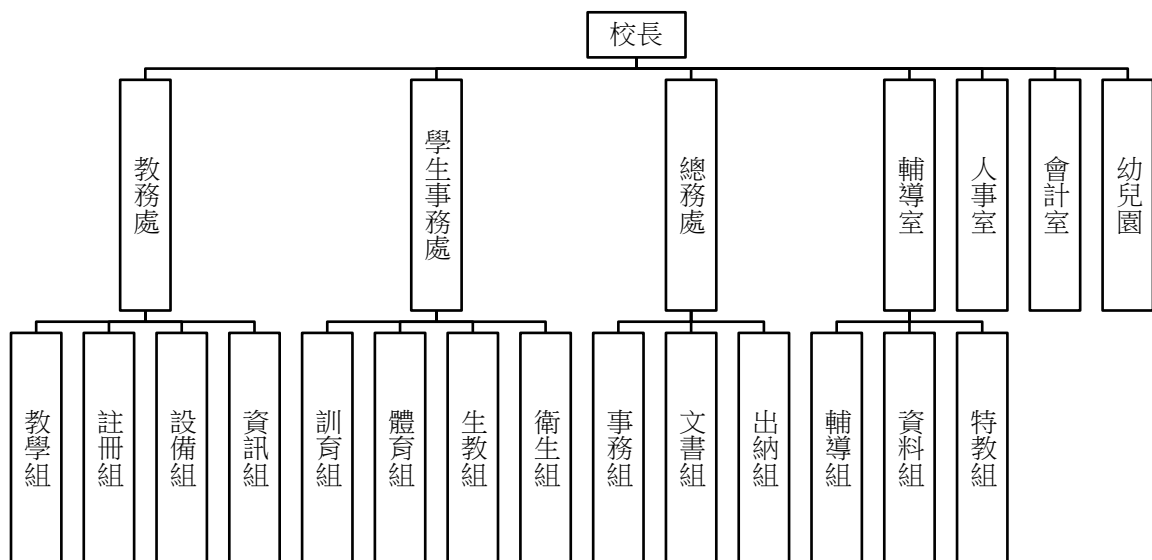 校長
教務處
學生事務處
總務處
輔導室
人事室
會計室
幼兒園
教學組
註冊組
設備組
資訊組
訓育組
體育組
生教組
衛生組
事務組
文書組
出納組
輔導組
資料組
特教組